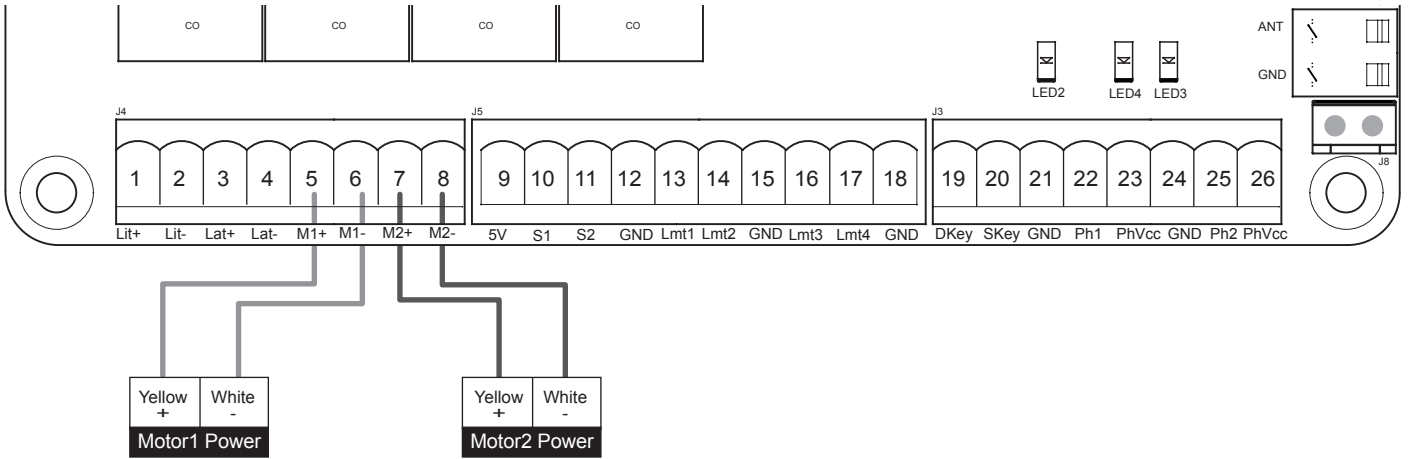 CO CO CO CO
ANT
GND
LED2 LED4 LED3
J4 J5 J3
J8
1 2 3 4 5 6 7 8 9 10 11 12 13 14 15 16 17 18 19 20 21 22 23 24 25 26
Lit+ Lit- Lat+ Lat- M1+ M1- M2+ M2- 5V S1 S2 GND Lmt1 Lmt2 GND Lmt3 Lmt4 GND DKey SKey GND Ph1 PhVcc GND Ph2 PhVcc
Yellow White Yellow White
+ - + -
Motor1 Power Motor2 Power